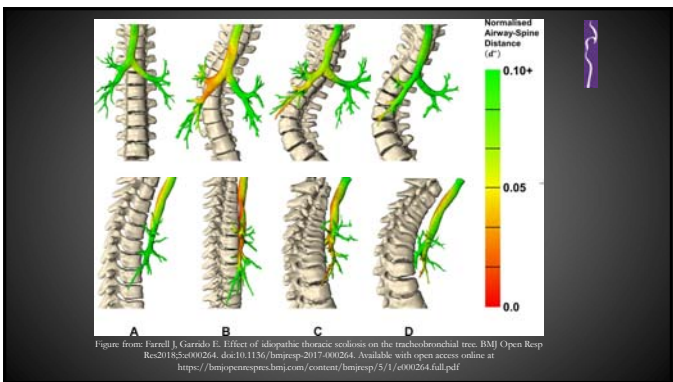 Normalised
Airway-Spine
Distance
(d*)
0.10+
0.05
0.0
A B C D
Figure from: Farrell J, Garrido E. Effect of idiopathic thoracic scoliosis on the tracheobronchial tree. BMJ Open Resp
Res2018;5:e000264. doi:10.1136/bmjresp-2017-000264. Available with open access online at
https://bmjopenrespres.bmj.com/content/bmjresp/5/1/e000264.full.pdf